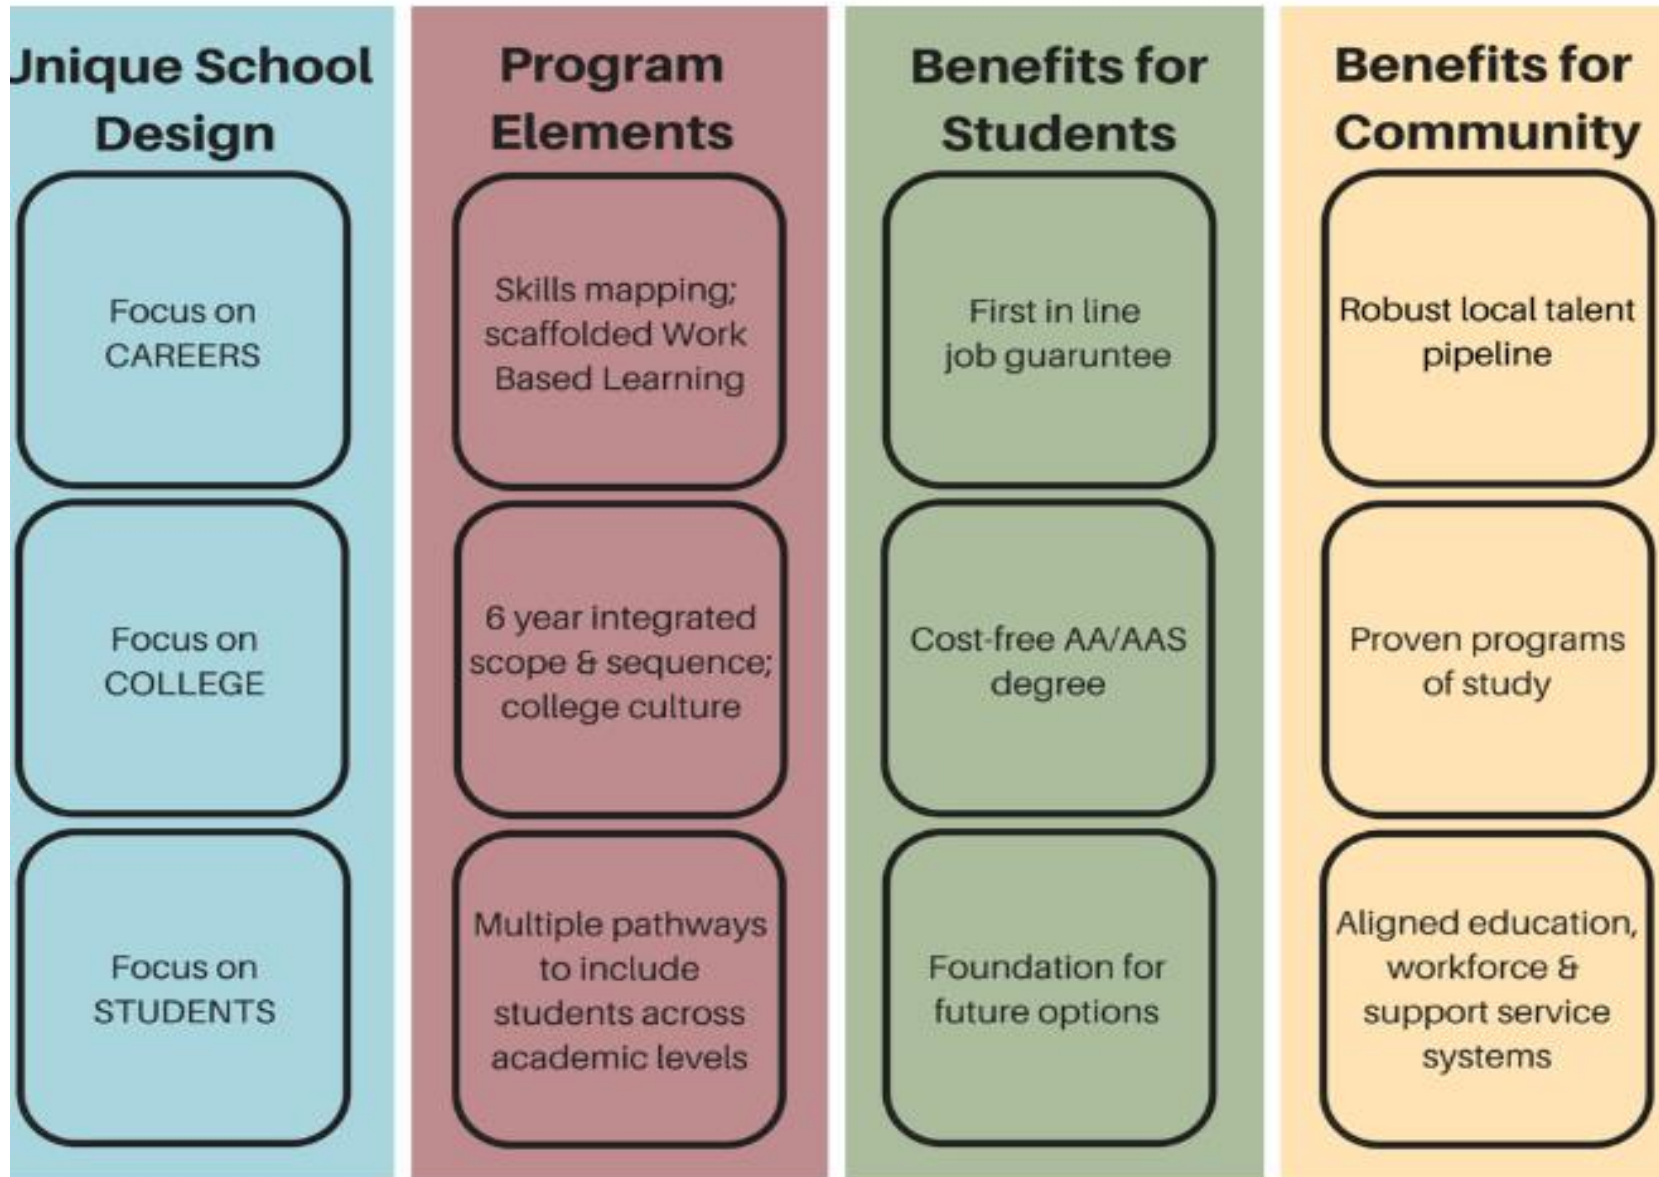 Unique School
Design
Focus on
CAREERS
Focus on
COLLEGE
Focus on
STUDENTS
Program
Elements
Skills mapping;
scaffolded Work
Based Learning
6 year integrated
scope & sequence;
college culture
Multiple pathways
to include
students across
academic levels
Benefits for
Students
First in line
job guaruntee
Cost-free AA/AAS
degree
Foundation for
future options
Benefits for
Community
Robust local talent
pipeline
Proven programs
of study
Aligned education,
workforce &
support service
systems